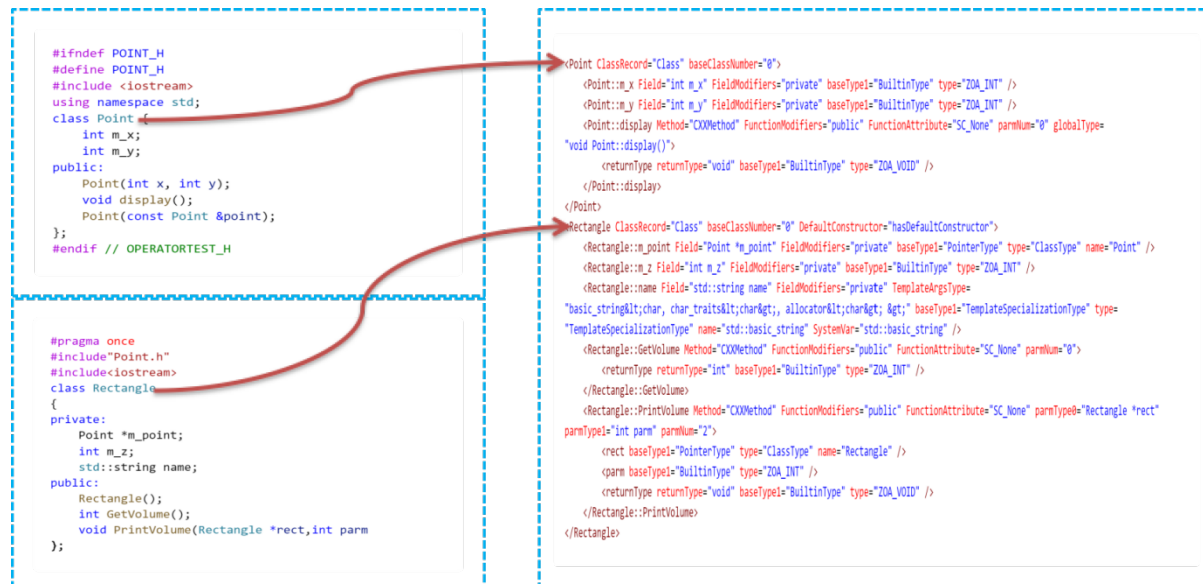 #ifndef POINT_H
#define POINT_H
#include <iostream>
using namespace std;
class Point {
    int m_x;
    int m_y;
public:
    Point(int x, int y);
    void display();
    Point(const Point &point);
};
#endif // OPERATORTEST_H
#pragma once
#include"Point.h"
#include<iostream>
class Rectangle
{
private:
    Point *m_point;
    int m_z;
    std::string name;
public:
    Rectangle();
    int GetVolume();
    void PrintVolume(Rectangle *rect,int parm
};
<Point ClassRecord="Class" baseClassNumber="0">
    <Point::m_x Field="int m_x" FieldModifiers="private" baseType1="BuiltinType" type="ZOA_INT" />
    <Point::m_y Field="int m_y" FieldModifiers="private" baseType1="BuiltinType" type="ZOA_INT" />
    <Point::display Method="CXXMethod" FunctionModifiers="public" FunctionAttribute="SC_None" parmNum="0" globalType=
"void Point::display()">
        <returnType returnType="void" baseType1="BuiltinType" type="ZOA_VOID" />
    </Point::display>
</Point>
<Rectangle ClassRecord="Class" baseClassNumber="0" DefaultConstructor="hasDefaultConstructor">
    <Rectangle::m_point Field="Point *m_point" FieldModifiers="private" baseType1="PointerType" type="ClassType" name="Point" />
    <Rectangle::m_z Field="int m_z" FieldModifiers="private" baseType1="BuiltinType" type="ZOA_INT" />
    <Rectangle::name Field="std::string name" FieldModifiers="private" TemplateArgsType=
"basic_string&lt;char, char_traits&lt;char&gt;, allocator&lt;char&gt; &gt;" baseType1="TemplateSpecializationType" type=
"TemplateSpecializationType" name="std::basic_string" SystemVar="std::basic_string" />
    <Rectangle::GetVolume Method="CXXMethod" FunctionModifiers="public" FunctionAttribute="SC_None" parmNum="0">
        <returnType returnType="int" baseType1="BuiltinType" type="ZOA_INT" />
    </Rectangle::GetVolume>
    <Rectangle::PrintVolume Method="CXXMethod" FunctionModifiers="public" FunctionAttribute="SC_None" parmType0="Rectangle *rect"
parmType1="int parm" parmNum="2">
        <rect baseType1="PointerType" type="ClassType" name="Rectangle" />
        <parm baseType1="BuiltinType" type="ZOA_INT" />
        <returnType returnType="void" baseType1="BuiltinType" type="ZOA_VOID" />
    </Rectangle::PrintVolume>
</Rectangle>